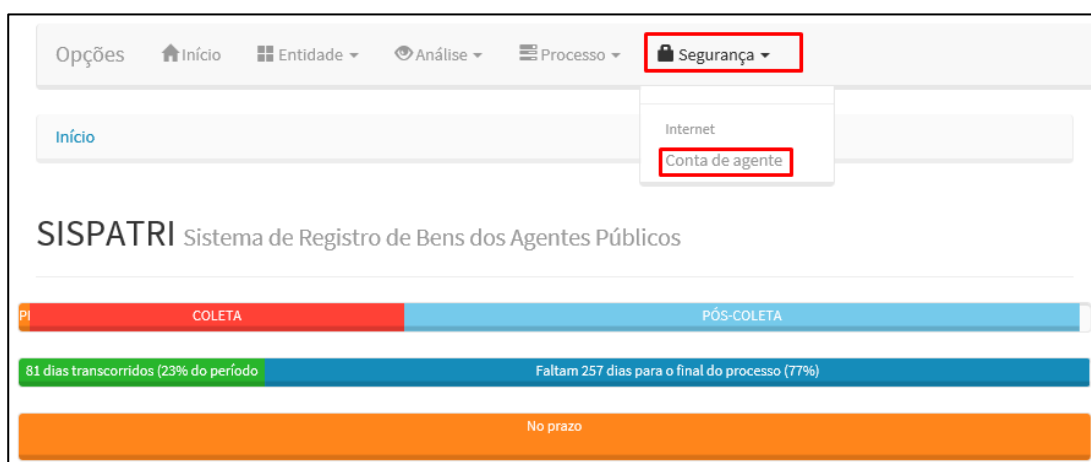 Opções Início Entidade Análise Processo Segurança
Internet
Conta de agente
Início
SISPATRI Sistema de Registro de Bens dos Agentes Públicos
COLETA PÓS-COLETA
81 dias transcorridos (23% do período Faltam 257 dias para o final do processo (77%)
No prazo